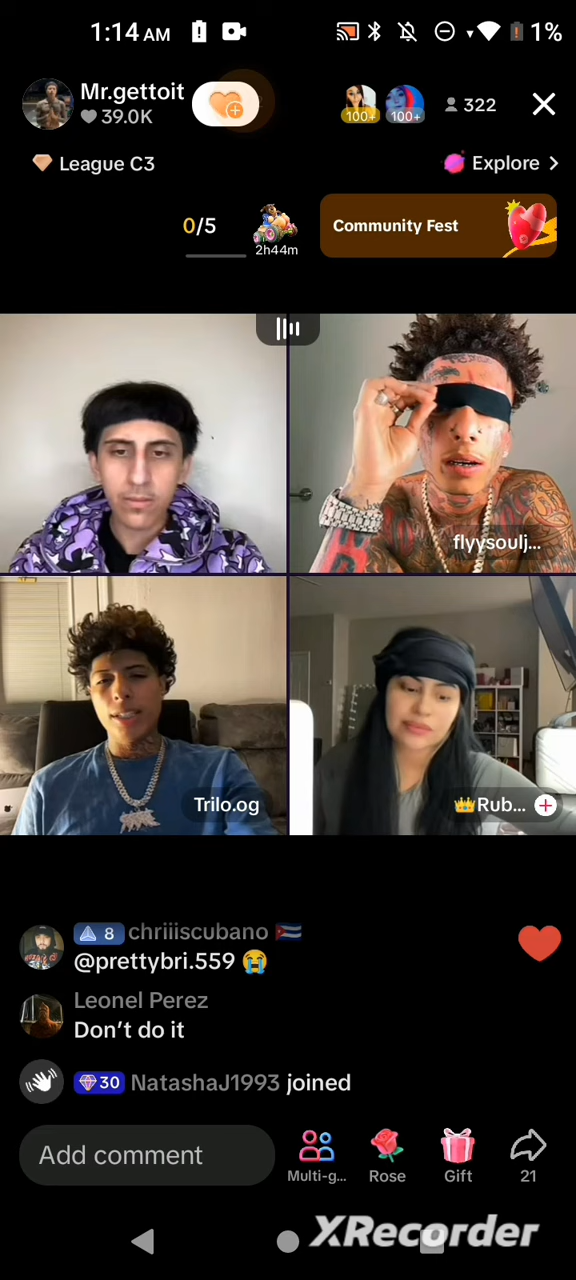 1:14 AM
1%
Mr.gettoit
39.0K
100+
100+
322
League C3
Explore >
0/5
2h44m
Community Fest
flyysoulj...
Trilo.og
Rub...
8 chriiiscubano 🇨🇺
@prettybri.559 😭
Leonel Perez
Don't do it
30 NatashaJ1993 joined
Add comment
Multi-g...
Rose
Gift
21
XRecorder